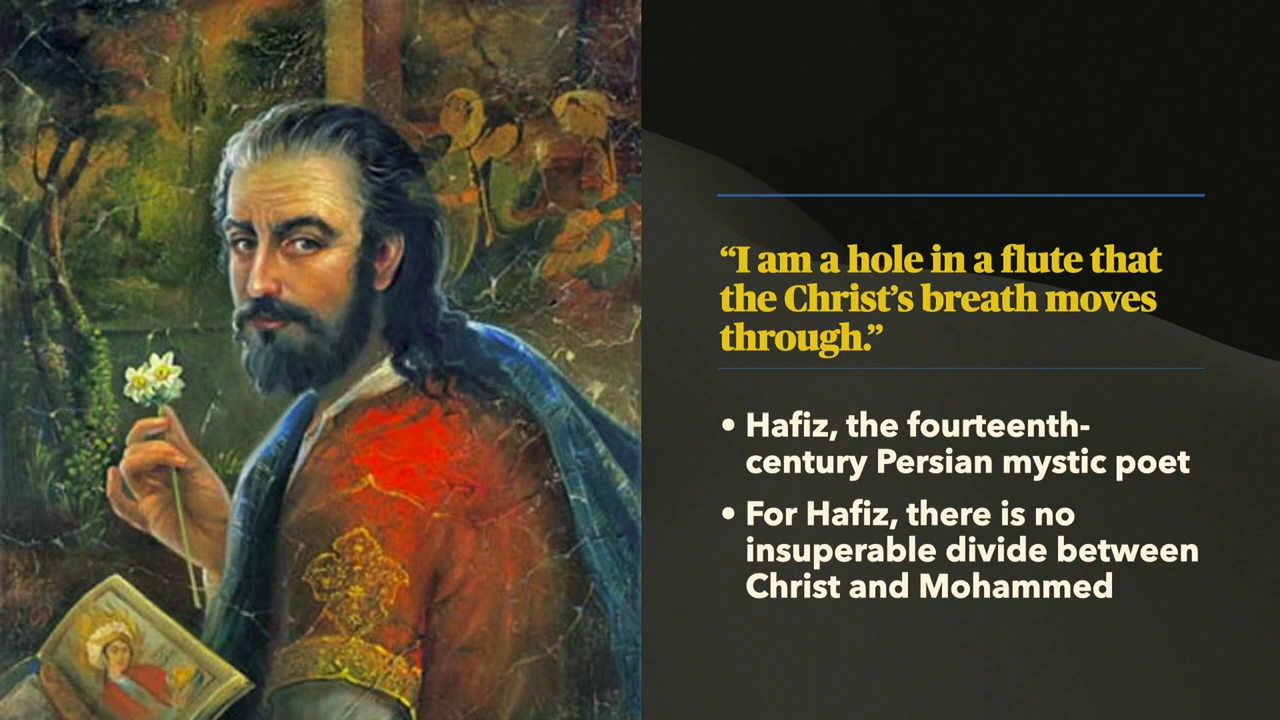 “I am a hole in a flute that
the Christ’s breath moves
through.”
• Hafiz, the fourteenth-
century Persian mystic poet
• For Hafiz, there is no
insuperable divide between
Christ and Mohammed